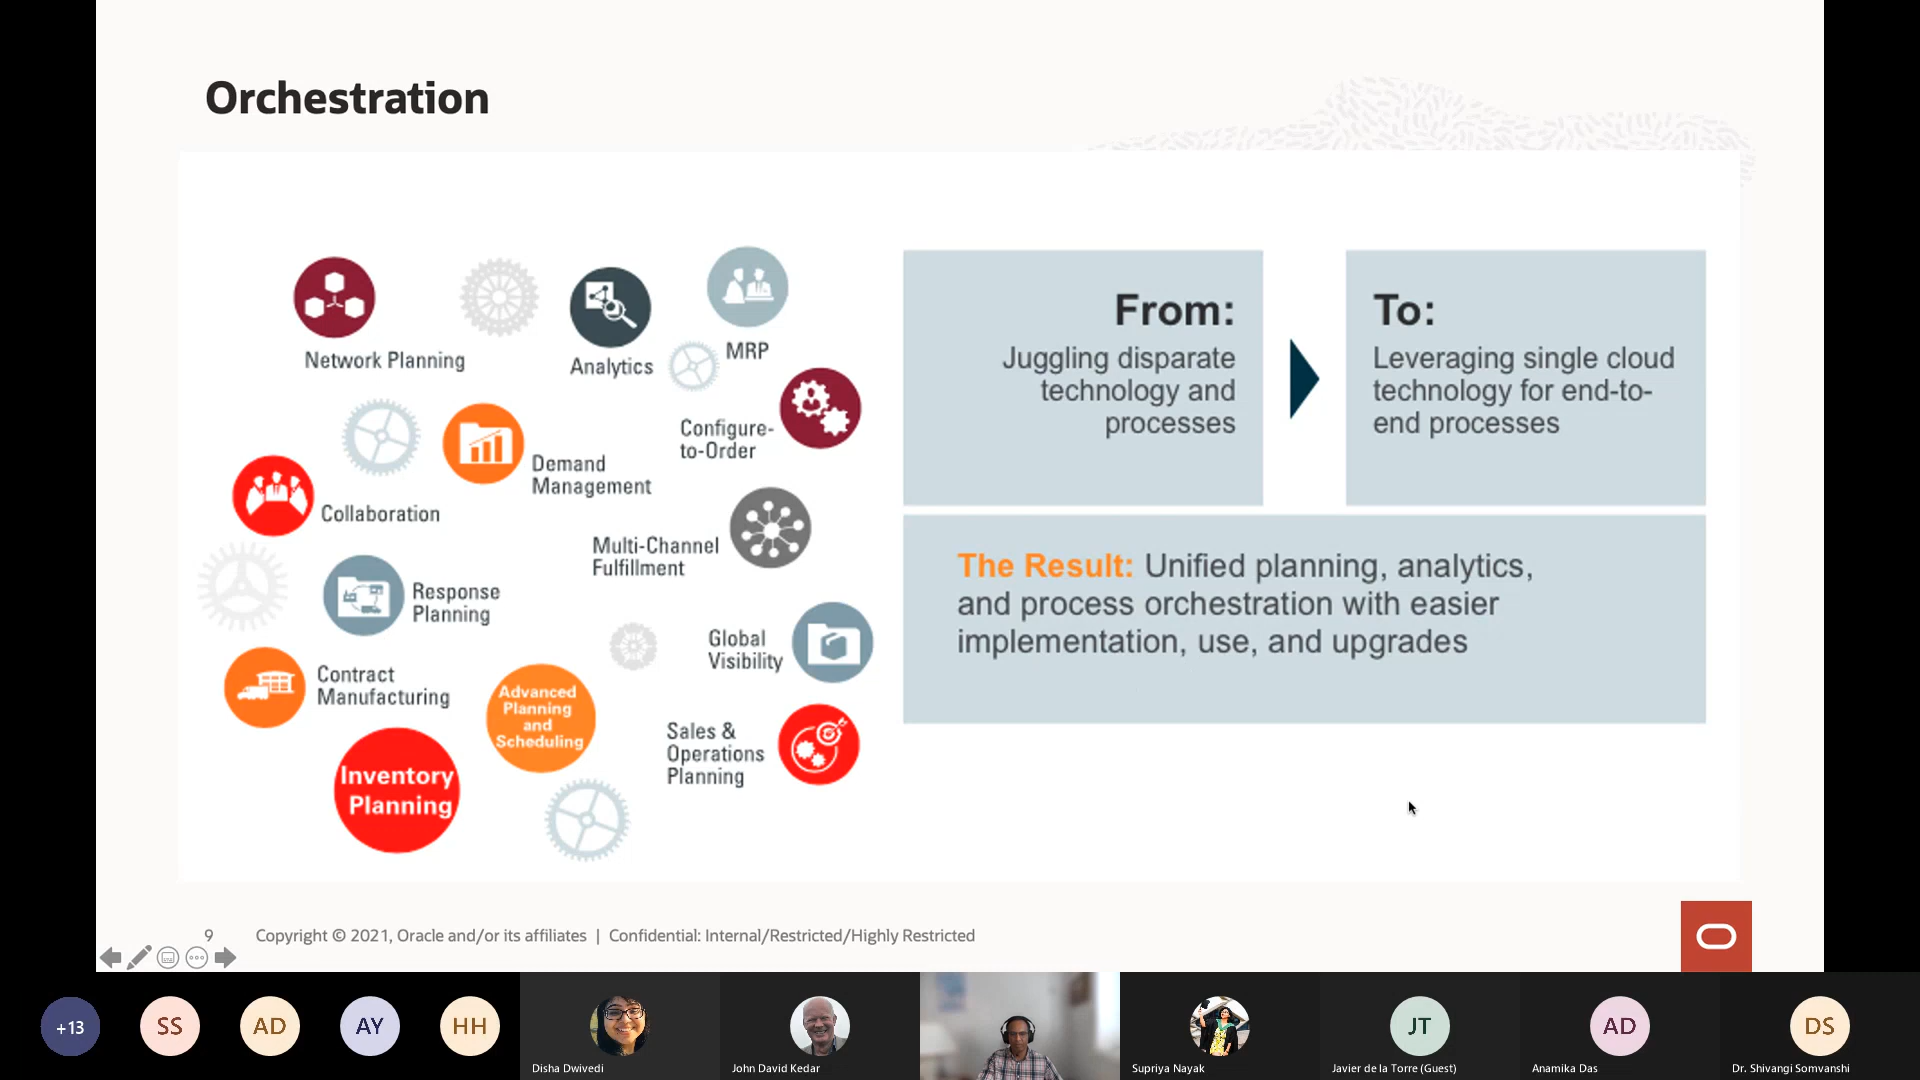 Orchestration
Network Planning
Analytics
MRP
Configure-
to-Order
Demand
Management
Collaboration
Multi-Channel
Fulfillment
Response
Planning
Global
Visibility
Contract
Manufacturing
Advanced
Planning
and
Scheduling
Sales &
Operations
Planning
Inventory
Planning
From:
Juggling disparate
technology and
processes
To:
Leveraging single cloud
technology for end-to-
end processes
The Result: Unified planning, analytics,
and process orchestration with easier
implementation, use, and upgrades
9 Copyright © 2021, Oracle and/or its affiliates | Confidential: Internal/Restricted/Highly Restricted
+13
SS
AD
AY
HH
Disha Dwivedi
John David Kedar
Supriya Nayak
JT
Javier de la Torre (Guest)
AD
Anamika Das
DS
Dr. Shivangi Somvanshi